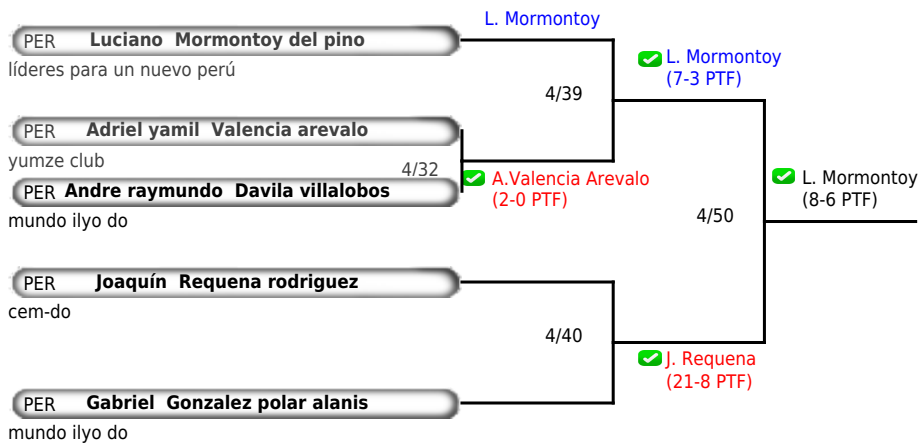 L. Mormontoy
PER Luciano Mormontoy del pino
líderes para un nuevo perú
L. Mormontoy
(7-3 PTF)
4/39
PER Adriel yamil Valencia arevalo
yumze club
4/32
A.Valencia Arevalo
(2-0 PTF)
PER Andre raymundo Davila villalobos
mundo ilyo do
L. Mormontoy
(8-6 PTF)
4/50
PER Joaquín Requena rodriguez
cem-do
4/40
J. Requena
(21-8 PTF)
PER Gabriel Gonzalez polar alanis
mundo ilyo do